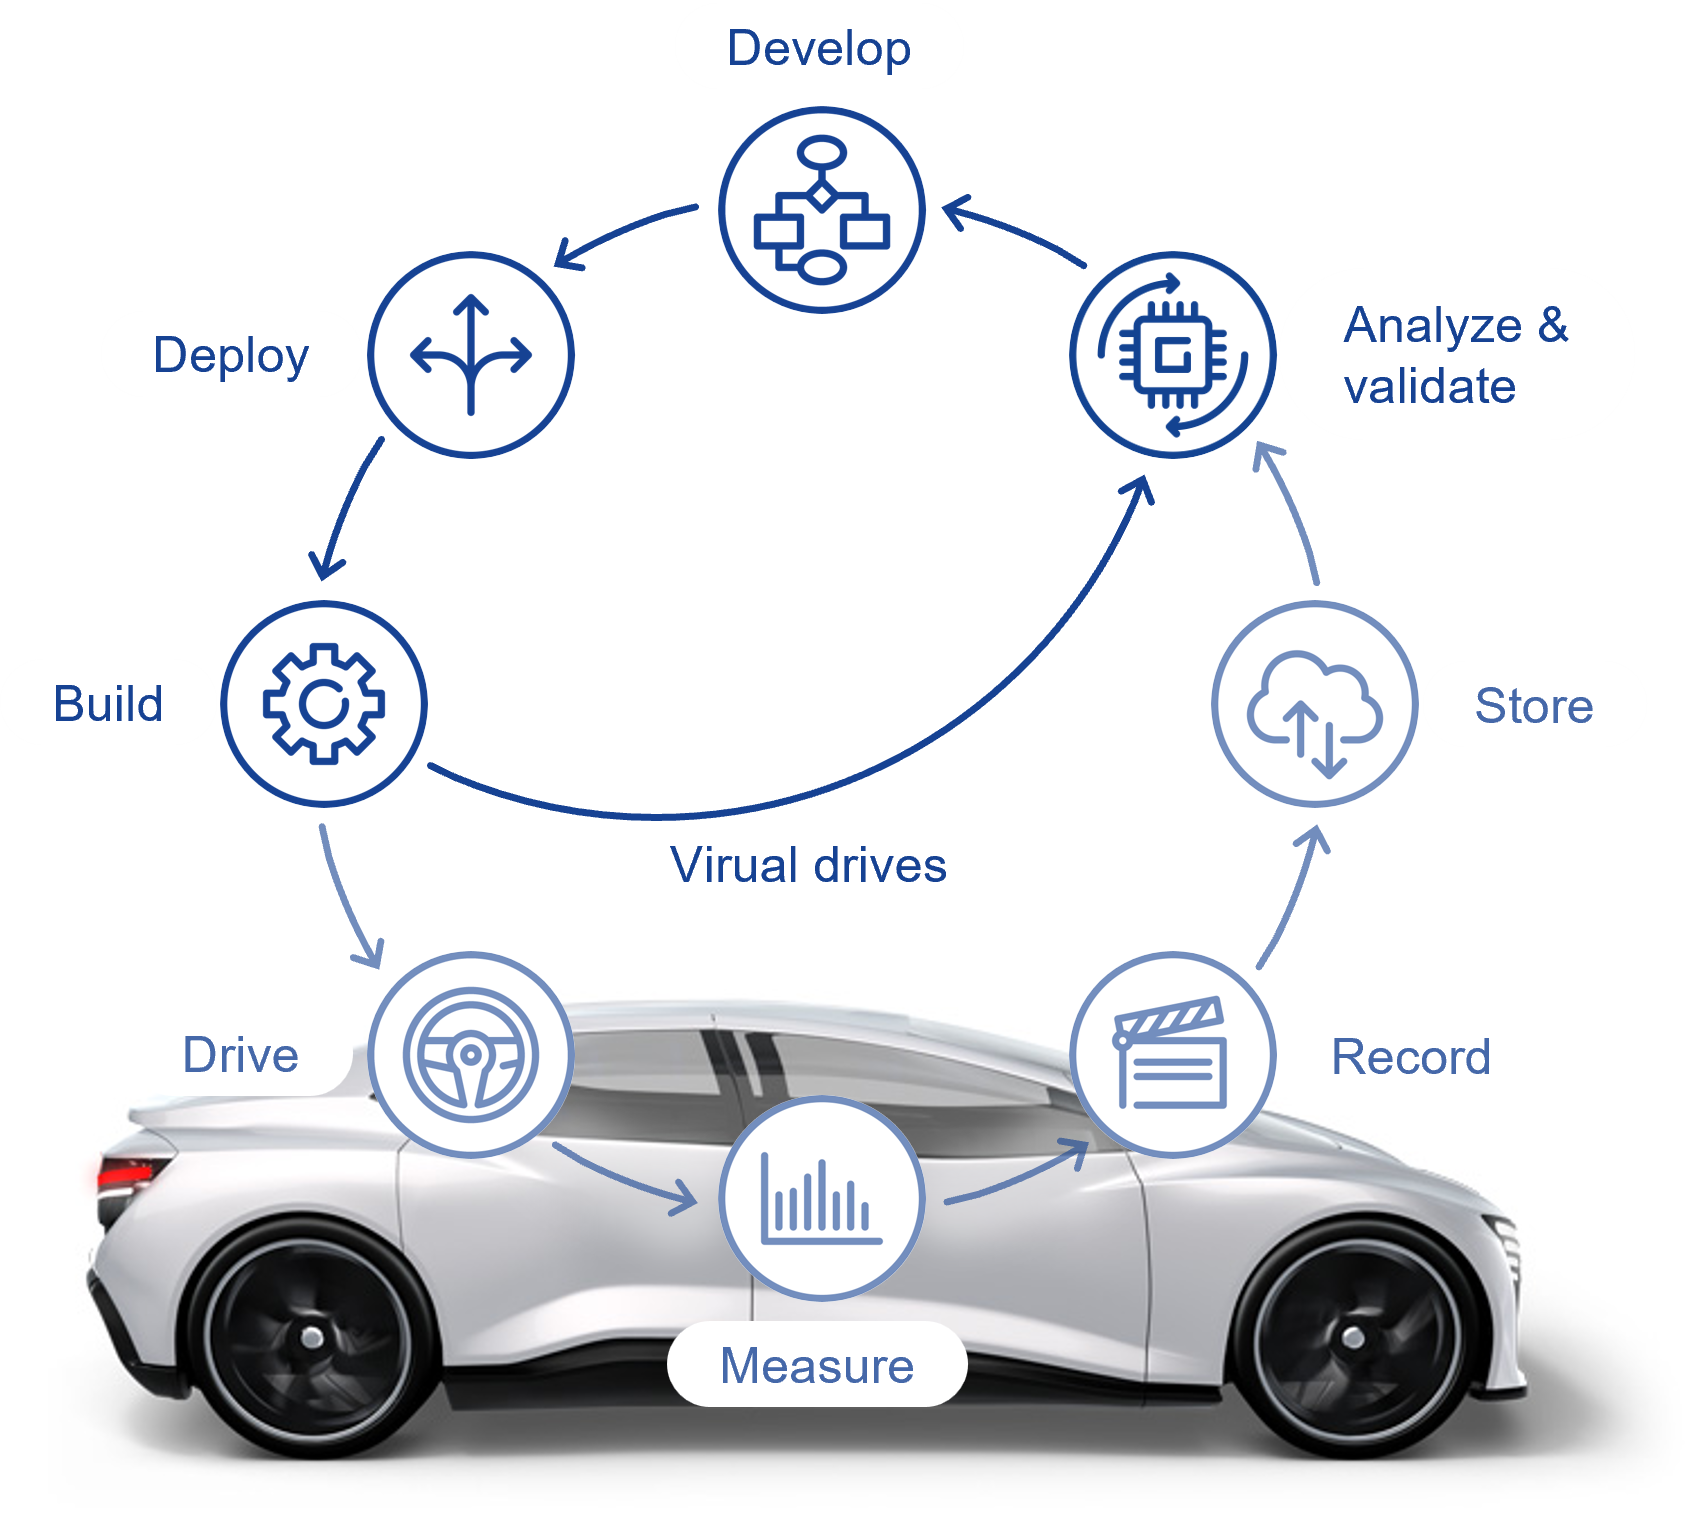 Develop
Deploy
Analyze &
validate
Build
Store
Virual drives
Drive
Record
Measure